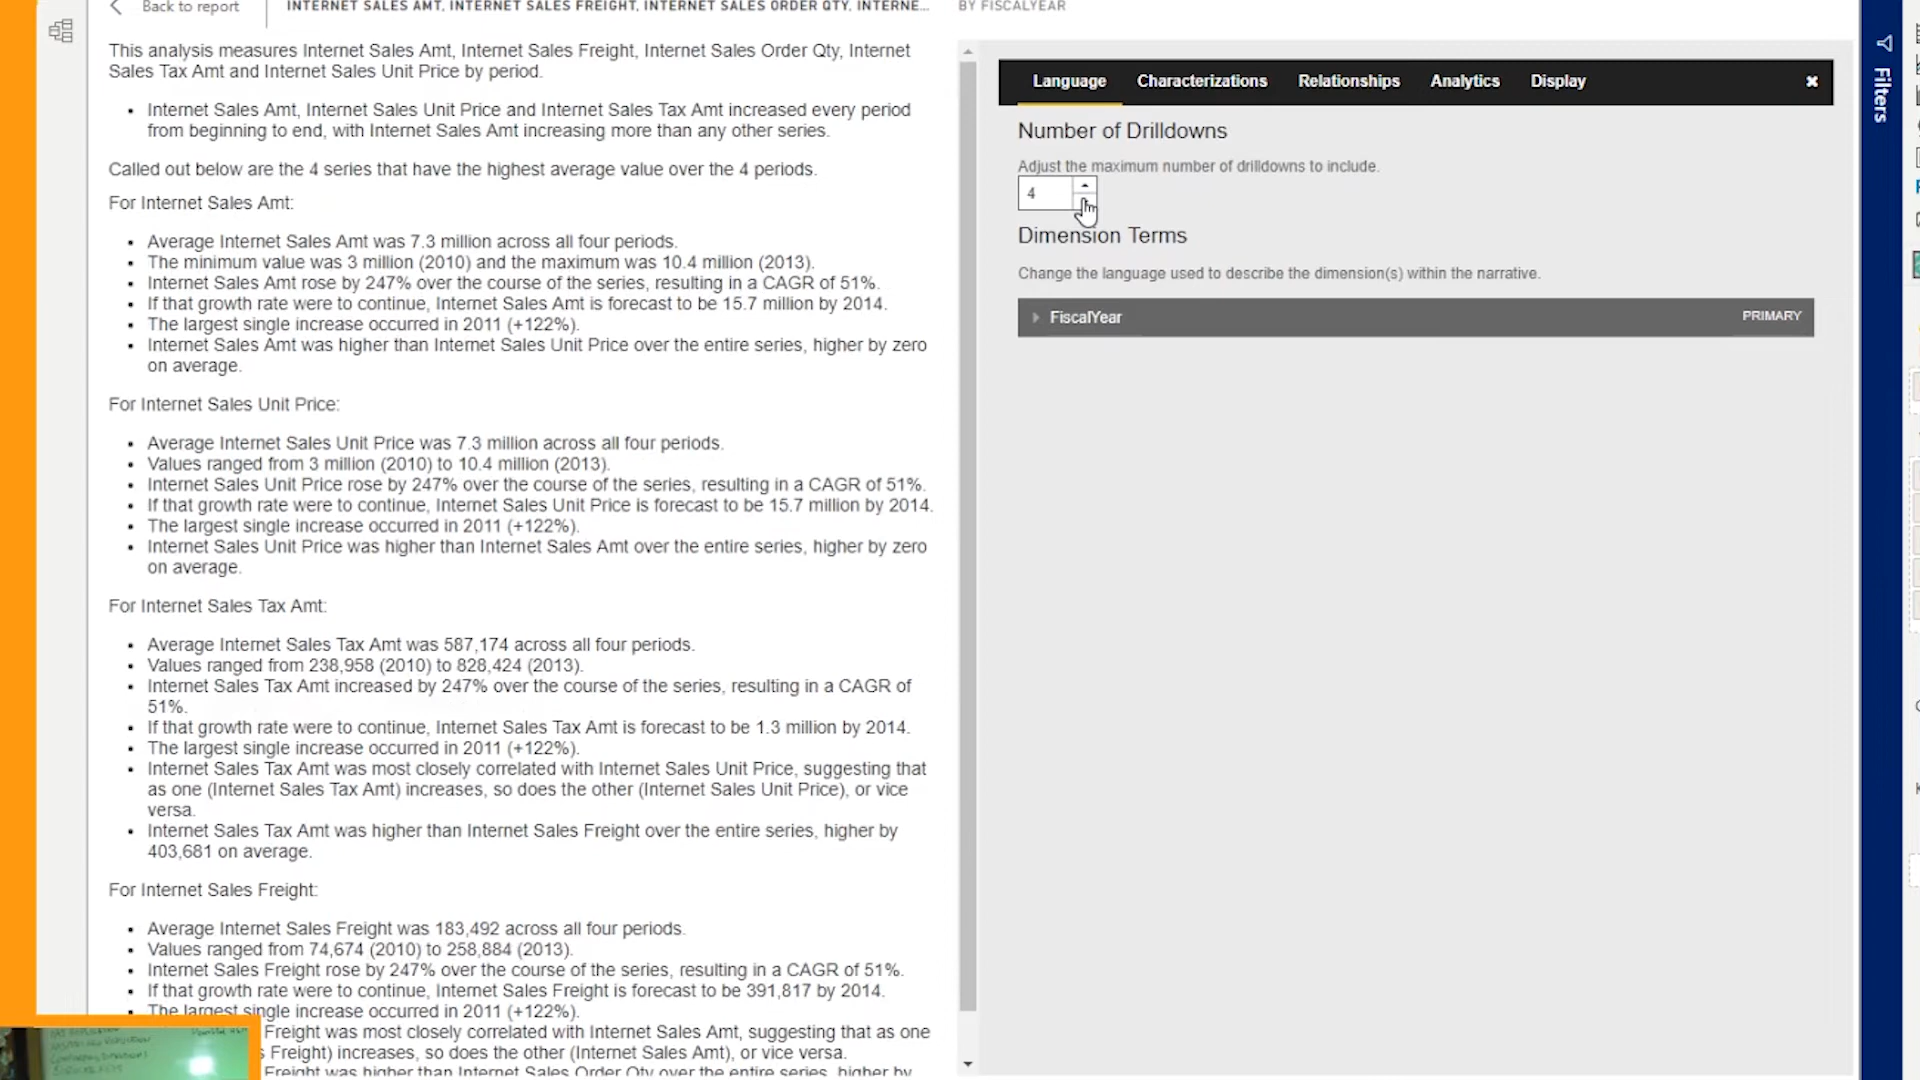 Back to report
INTERNET SALES AMT, INTERNET SALES FREIGHT, INTERNET SALES ORDER QTY, INTERNE...
BY FISCALYEAR
This analysis measures Internet Sales Amt, Internet Sales Freight, Internet Sales Order Qty, Internet
Sales Tax Amt and Internet Sales Unit Price by period.
• Internet Sales Amt, Internet Sales Unit Price and Internet Sales Tax Amt increased every period
from beginning to end, with Internet Sales Amt increasing more than any other series.
Called out below are the 4 series that have the highest average value over the 4 periods.
For Internet Sales Amt:
• Average Internet Sales Amt was 7.3 million across all four periods.
• The minimum value was 3 million (2010) and the maximum was 10.4 million (2013).
• Internet Sales Amt rose by 247% over the course of the series, resulting in a CAGR of 51%.
• If that growth rate were to continue, Internet Sales Amt is forecast to be 15.7 million by 2014.
• The largest single increase occurred in 2011 (+122%).
• Internet Sales Amt was higher than Internet Sales Unit Price over the entire series, higher by zero
on average.
For Internet Sales Unit Price:
• Average Internet Sales Unit Price was 7.3 million across all four periods.
• Values ranged from 3 million (2010) to 10.4 million (2013).
• Internet Sales Unit Price rose by 247% over the course of the series, resulting in a CAGR of 51%.
• If that growth rate were to continue, Internet Sales Unit Price is forecast to be 15.7 million by 2014.
• The largest single increase occurred in 2011 (+122%).
• Internet Sales Unit Price was higher than Internet Sales Amt over the entire series, higher by zero
on average.
For Internet Sales Tax Amt:
• Average Internet Sales Tax Amt was 587,174 across all four periods.
• Values ranged from 238,958 (2010) to 828,424 (2013).
• Internet Sales Tax Amt increased by 247% over the course of the series, resulting in a CAGR of
51%.
• If that growth rate were to continue, Internet Sales Tax Amt is forecast to be 1.3 million by 2014.
• The largest single increase occurred in 2011 (+122%).
• Internet Sales Tax Amt was most closely correlated with Internet Sales Unit Price, suggesting that
as one (Internet Sales Tax Amt) increases, so does the other (Internet Sales Unit Price), or vice
versa.
• Internet Sales Tax Amt was higher than Internet Sales Freight over the entire series, higher by
403,681 on average.
For Internet Sales Freight:
• Average Internet Sales Freight was 183,492 across all four periods.
• Values ranged from 74,674 (2010) to 258,884 (2013).
• Internet Sales Freight rose by 247% over the course of the series, resulting in a CAGR of 51%.
• If that growth rate were to continue, Internet Sales Freight is forecast to be 391,817 by 2014.
• The largest single increase occurred in 2011 (+122%).
Freight was most closely correlated with Internet Sales Amt, suggesting that as one
s Freight) increases, so does the other (Internet Sales Amt), or vice versa.
Freight was higher than Internet Sales Order Qty over the entire series, higher by
Language Characterizations Relationships Analytics Display
Number of Drilldowns
Adjust the maximum number of drilldowns to include.
4
Dimension Terms
Change the language used to describe the dimension(s) within the narrative.
FiscalYear PRIMARY
Filters